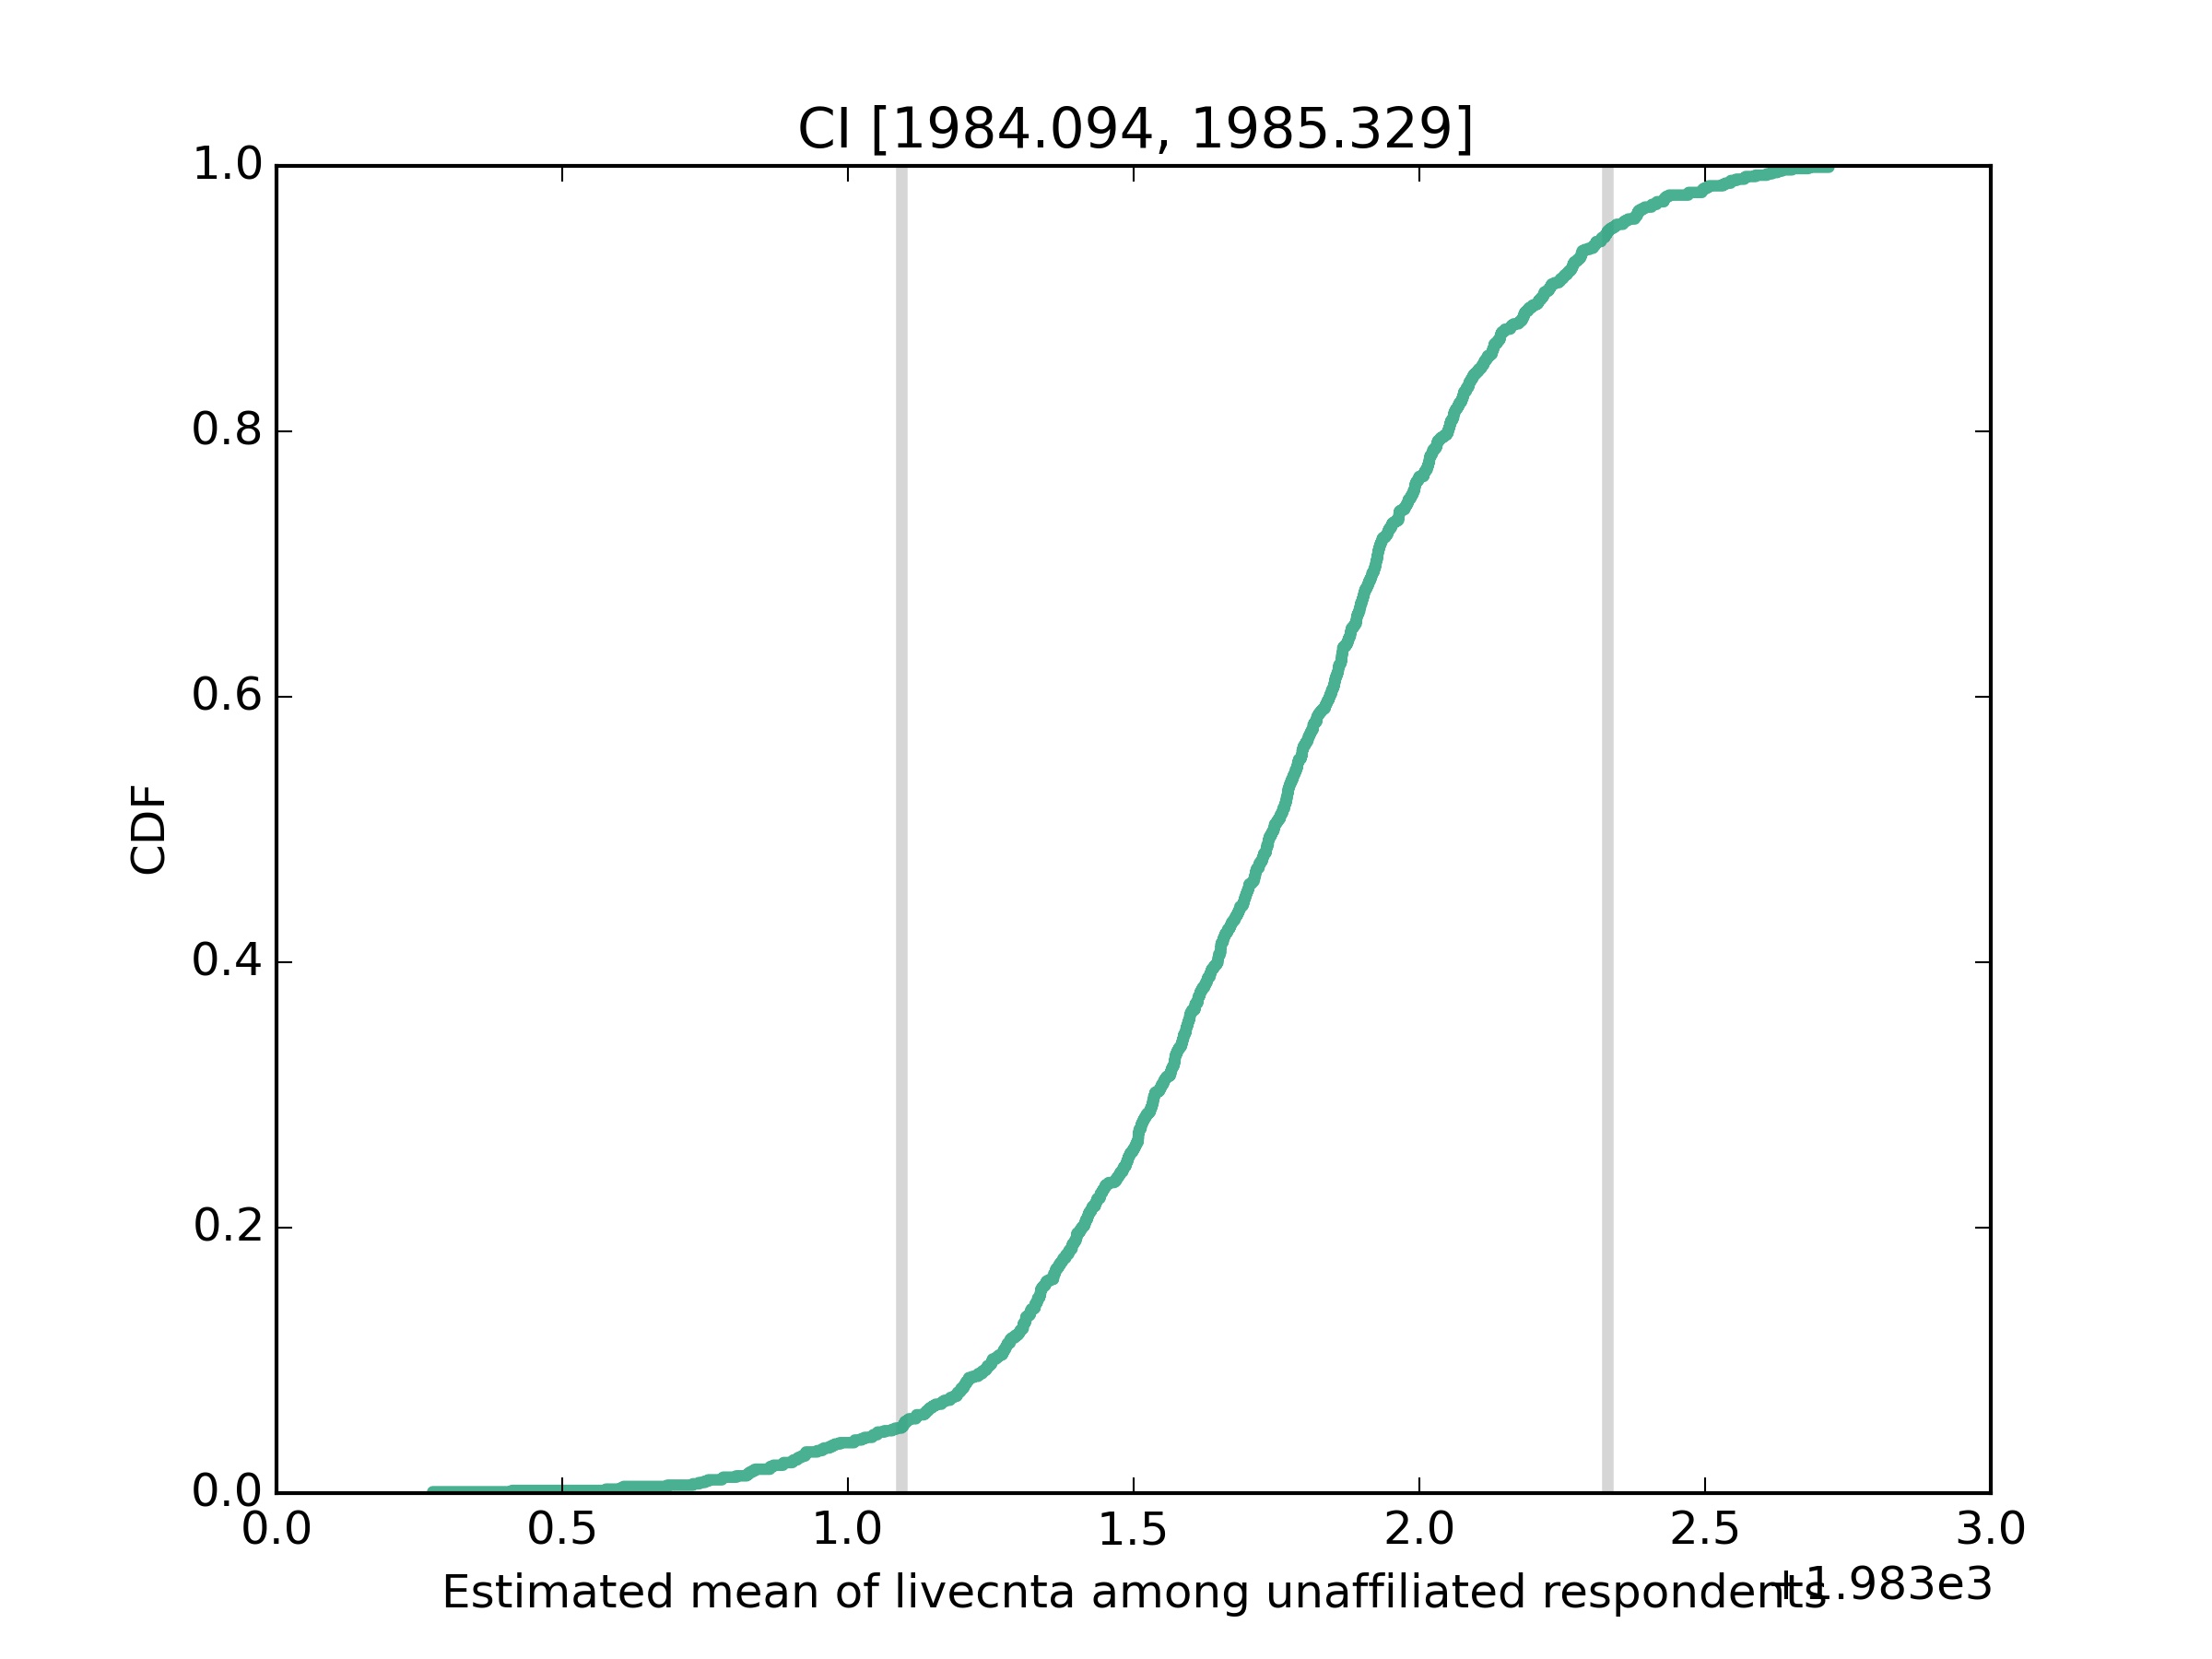 CI [1984.094, 1985.329]
1.0
0.8
0.6
0.4
0.2
0.0
CDF
0.0 0.5 1.0 1.5 2.0 2.5 3.0
Estimated mean of livecnta among unaffiliated respondents
+1.983e3